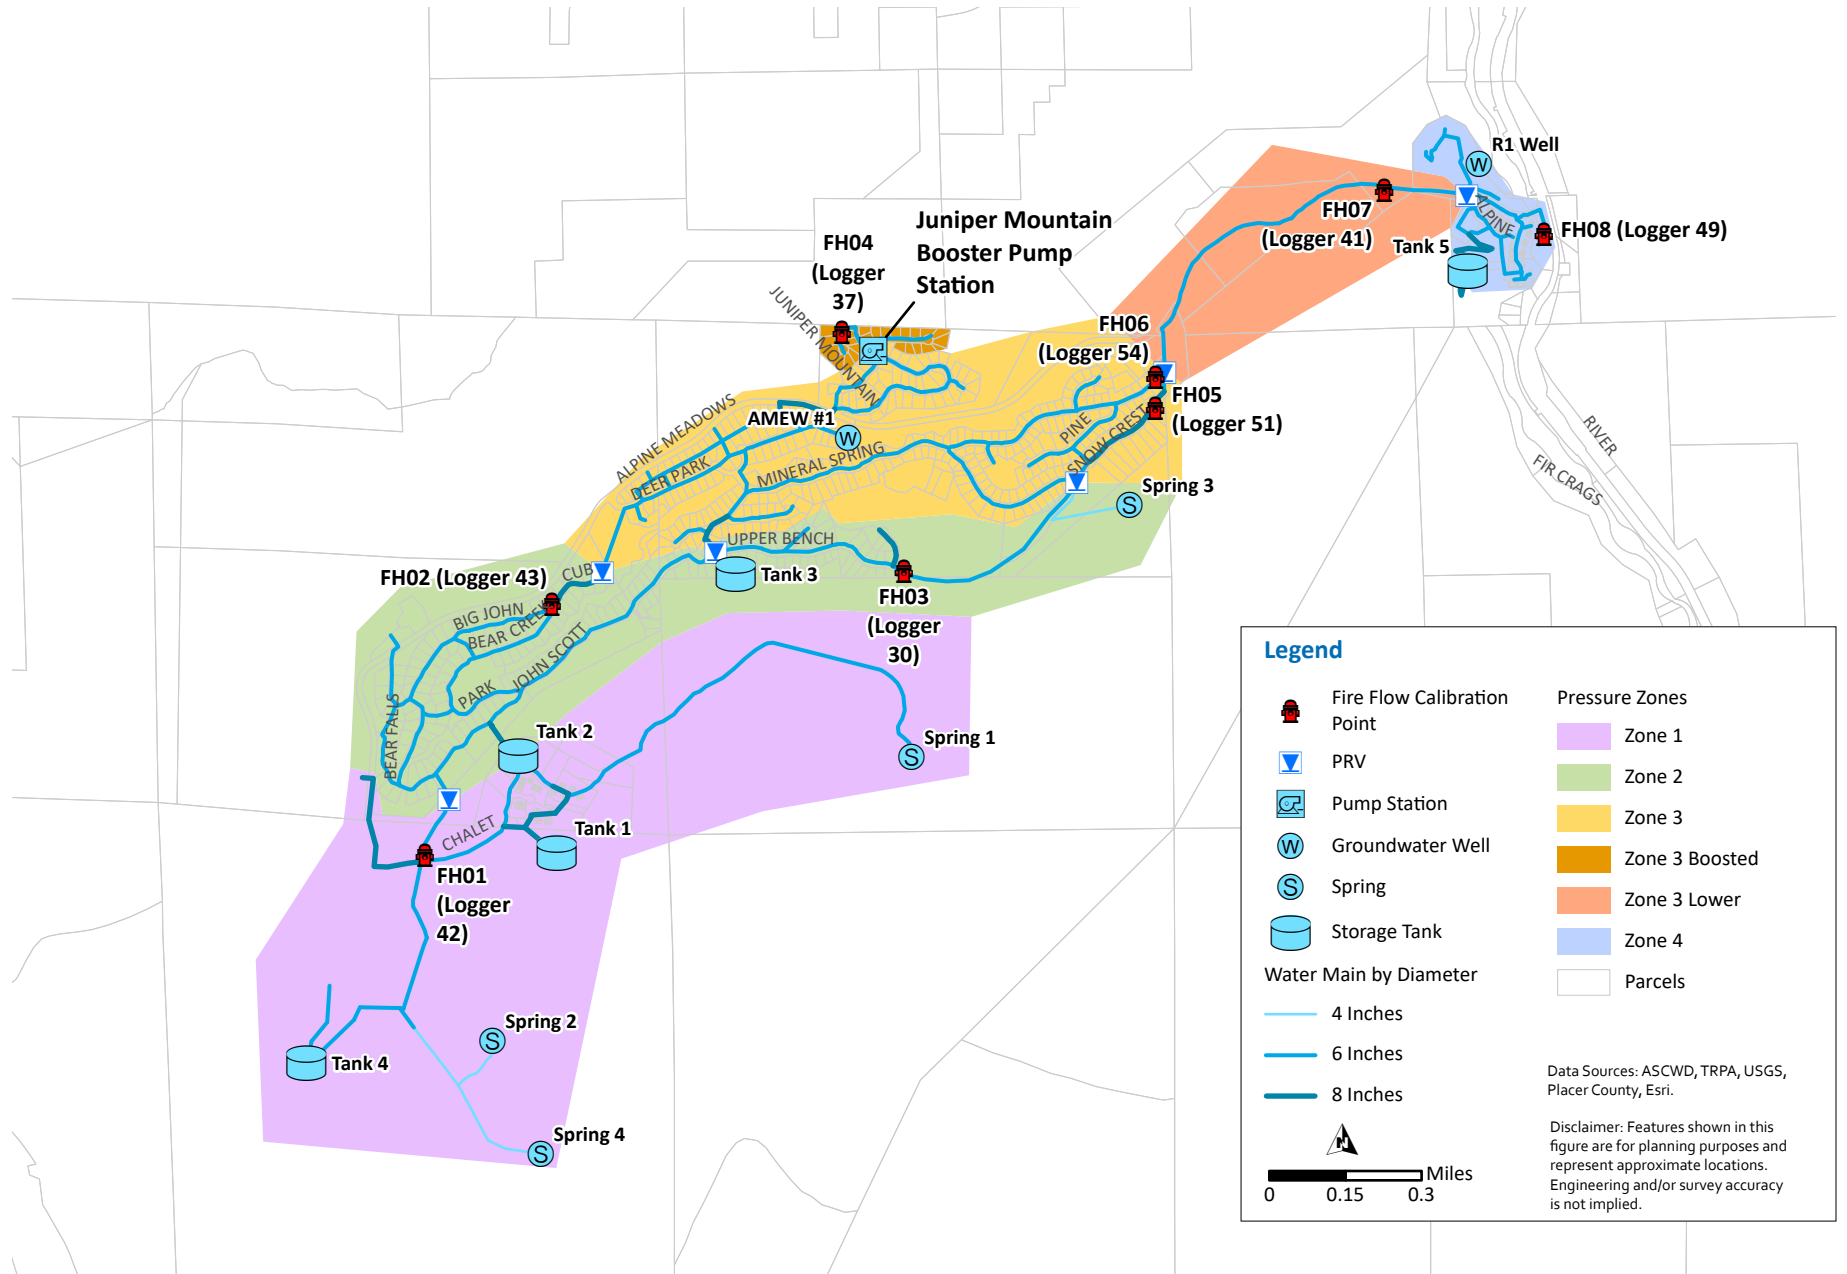 R1 Well
FH07
(Logger 41)
ALPINE
FH08 (Logger 49)
Tank 5
FH04
(Logger
37)
Juniper Mountain
Booster Pump
Station
JUNIPER MOUNTAIN
FH06
(Logger 54)
FH05
(Logger 51)
ALPINE MEADOWS
AMEW #1
W
W
DEER PARK
MINERAL SPRING
PINE
SNOW CREST
Spring 3
S
RIVER
FIR CRAGS
UPPER BENCH
Tank 3
CUB
FH02 (Logger 43)
FH03
(Logger
30)
BIG JOHN
BEAR CREEK
JOHN SCOTT
PARK
BEAR FALLS
Tank 2
Spring 1
S
CHALET
Tank 1
FH01
(Logger
42)
Spring 2
S
Tank 4
Spring 4
S
Legend
Fire Flow Calibration
Point
PRV
Pump Station
W
Groundwater Well
S
Spring
Storage Tank
Water Main by Diameter
4 Inches
6 Inches
8 Inches
N
Miles
0 0.15 0.3
Pressure Zones
Zone 1
Zone 2
Zone 3
Zone 3 Boosted
Zone 3 Lower
Zone 4
Parcels
Data Sources: ASCWD, TRPA, USGS,
Placer County, Esri.
Disclaimer: Features shown in this
figure are for planning purposes and
represent approximate locations.
Engineering and/or survey accuracy
is not implied.